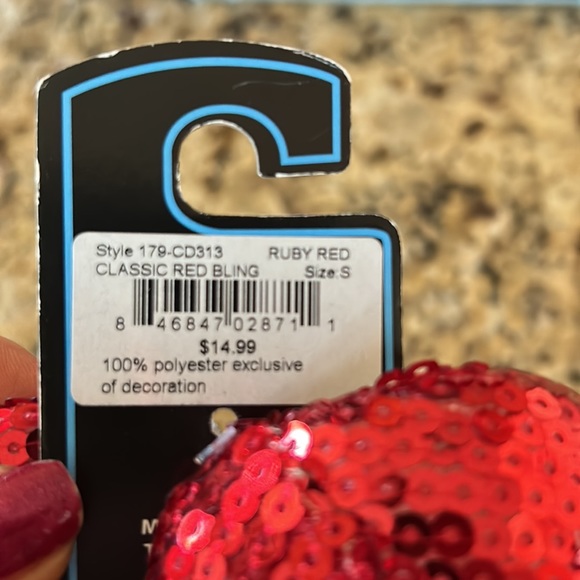 Style 179-CD313 RUBY RED
CLASSIC RED BLING Size:S
8 46847 02871 1
$14.99
100% polyester exclusive
of decoration